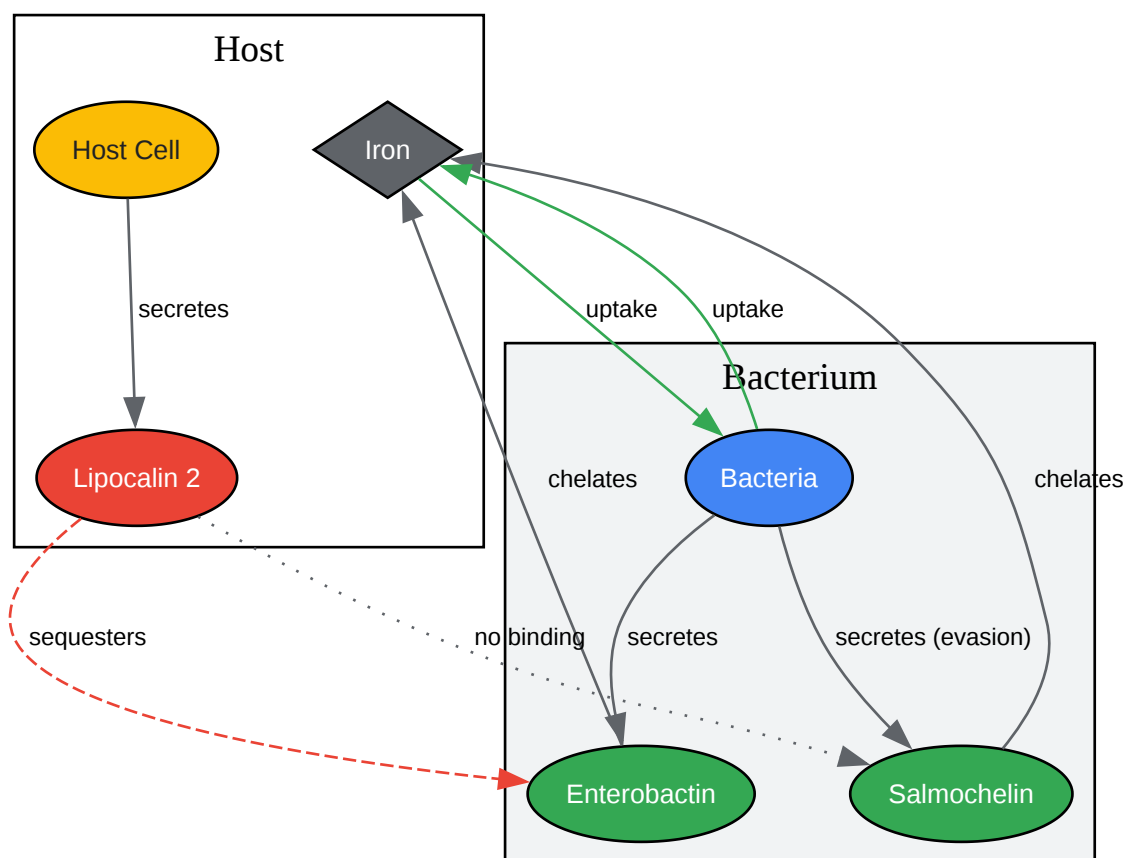 Host
Host Cell
Iron
secretes
uptake
uptake
Bacterium
Lipocalin 2
chelates
Bacteria
chelates
sequesters
no binding
secretes
secretes (evasion)
Enterobactin
Salmochelin